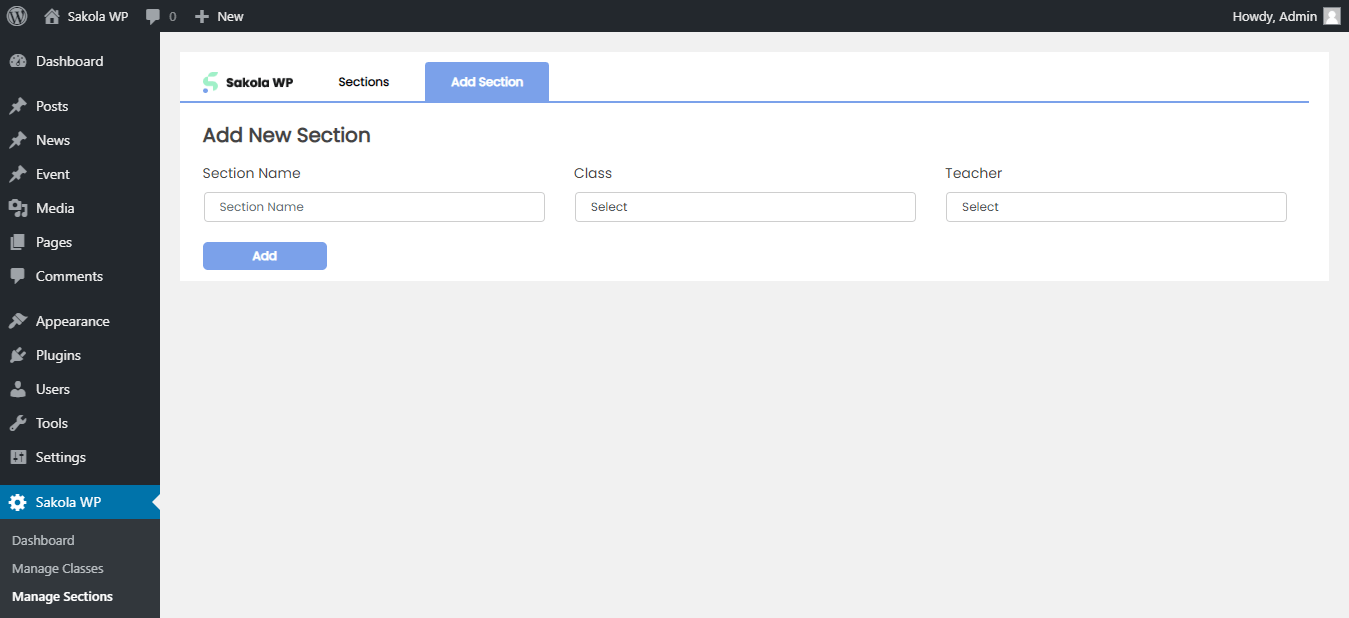 Sakola WP 0 New Howdy, Admin
Dashboard
Posts
News
Event
Media
Pages
Comments
Appearance
Plugins
Users
Tools
Settings
Sakola WP
Dashboard
Manage Classes
Manage Sections
Sakola WP Sections Add Section
Add New Section
Section Name Class Teacher
Section Name Select Select
Add